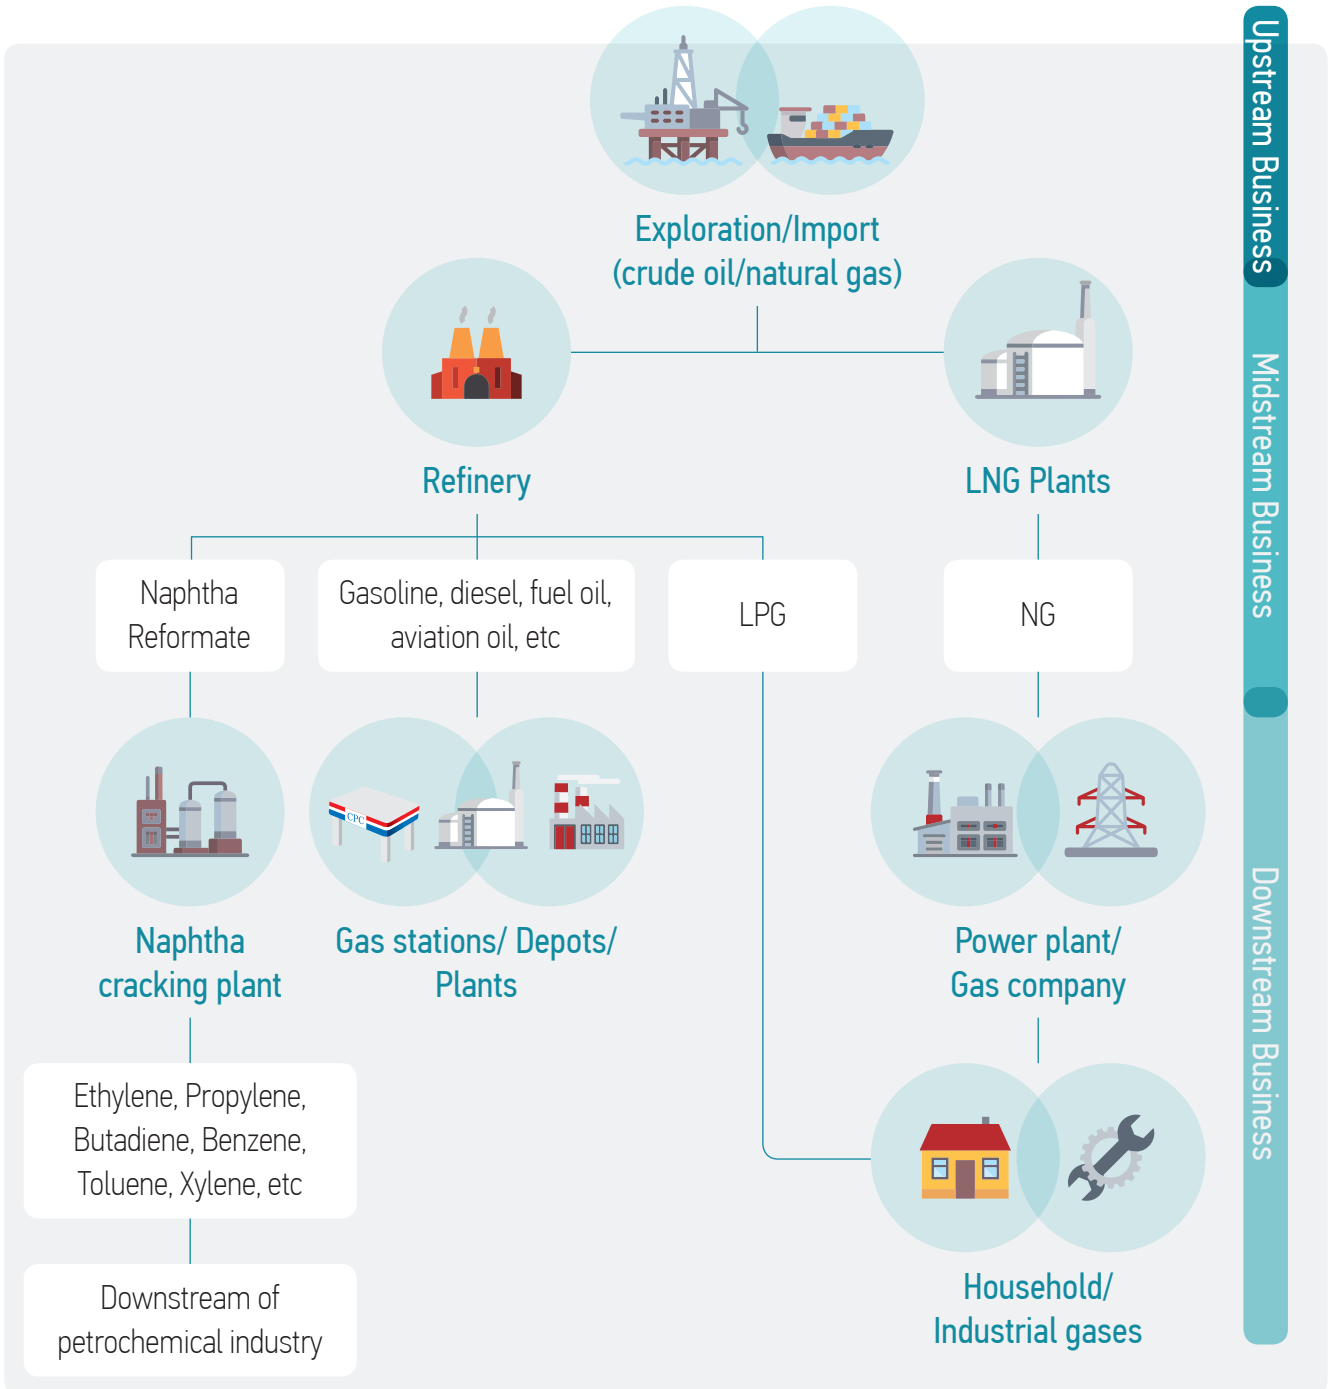 Upstream Business
Exploration/Import
(crude oil/natural gas)
Midstream Business
Refinery
LNG Plants
Naphtha
Reformate
Gasoline, diesel, fuel oil,
aviation oil, etc
LPG
NG
CPC
Downstream Business
Naphtha
cracking plant
Gas stations/ Depots/
Plants
Power plant/
Gas company
Ethylene, Propylene,
Butadiene, Benzene,
Toluene, Xylene, etc
Household/
Industrial gases
Downstream of
petrochemical industry